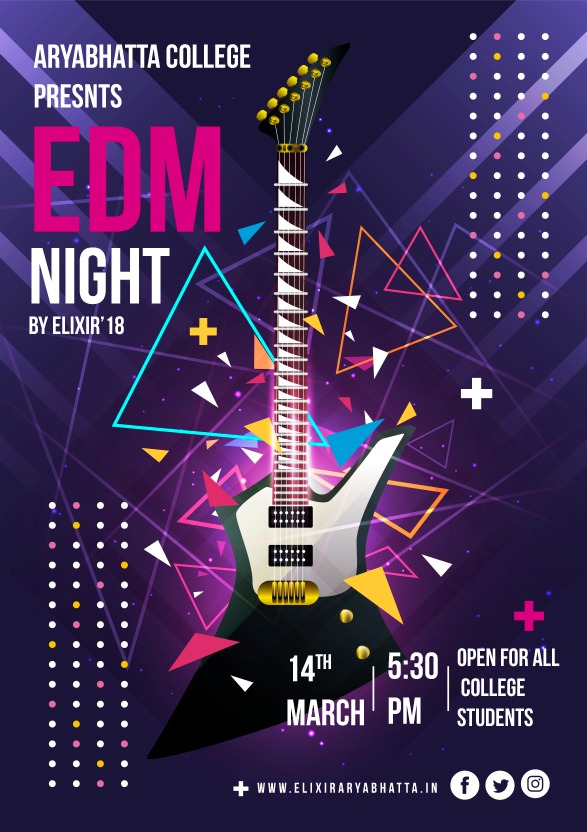 ARYABHATTA COLLEGE
PRESNTS
EDM
NIGHT
BY ELIXIR'18
14TH
MARCH
5:30
PM
OPEN FOR ALL
COLLEGE
STUDENTS
WWW.ELIXIRARYABHATTA.IN